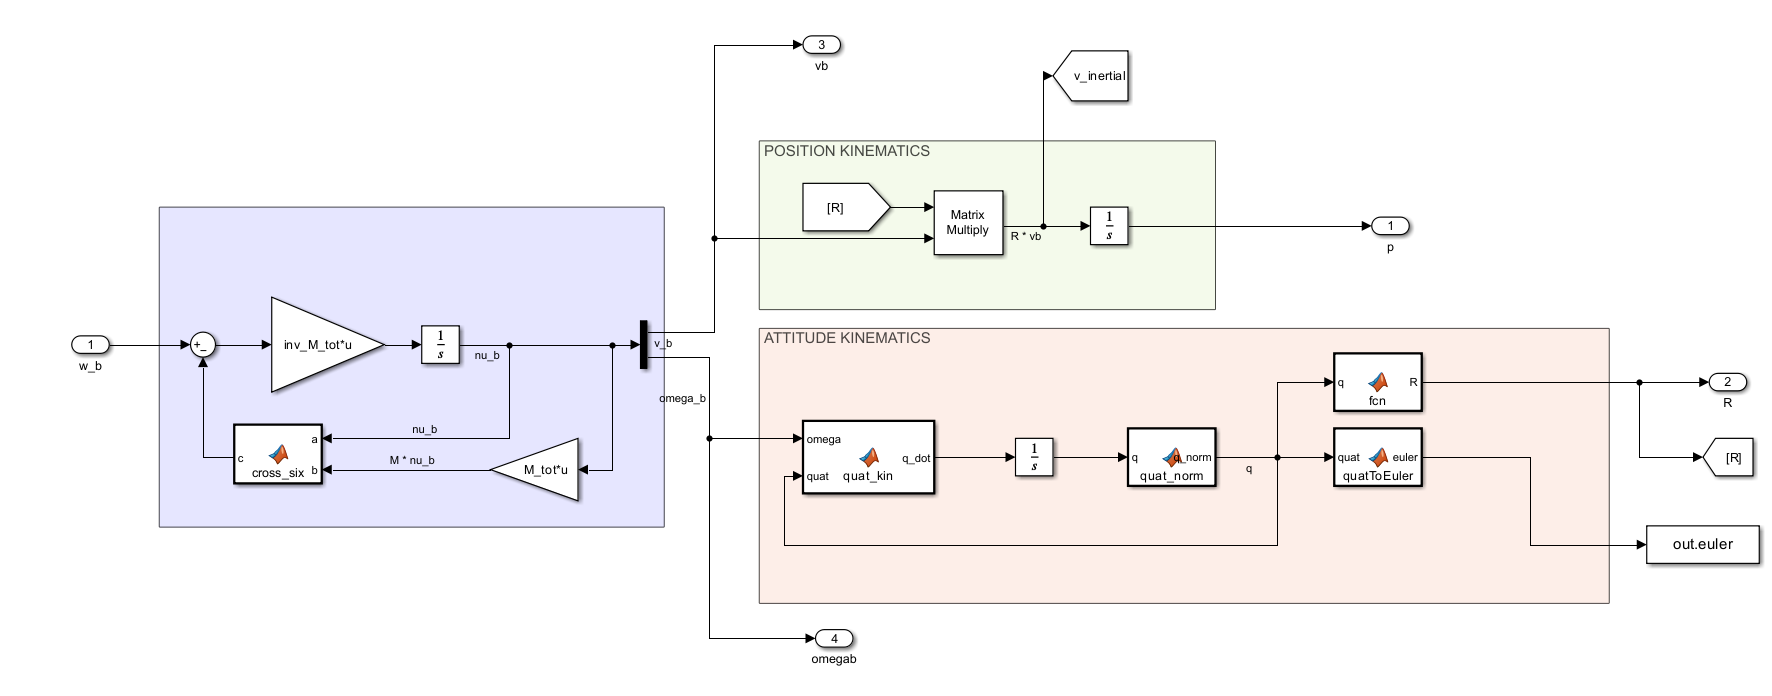 3
vb
v_inertial
POSITION KINEMATICS
[R]
Matrix
Multiply
R * vb
1
s
1
p
1
w_b
+
_
inv_M_tot*u
1
s
nu_b
v_b
omega_b
a
nu_b
c
b
cross_six
M * nu_b
M_tot*u
ATTITUDE KINEMATICS
omega
quat
q_dot
quat_kin
1
s
q
q_norm
quat_norm
q
q
R
fcn
quat
euler
quatToEuler
2
R
[R]
out.euler
4
omegab